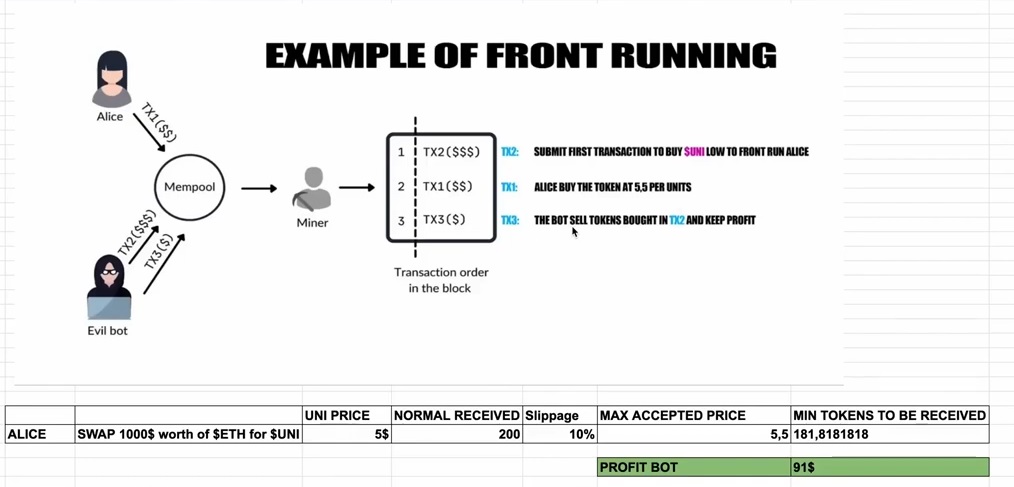 EXAMPLE OF FRONT RUNNING
Alice
TX1($$)
Mempool
Miner
TX2($$$)
TX3($)
Evil bot
1 TX2($$$)
2 TX1($$)
3 TX3($)
Transaction order
in the block
TX2: SUBMIT FIRST TRANSACTION TO BUY $UNI LOW TO FRONT RUN ALICE
TX1: ALICE BUY THE TOKEN AT 5,5 PER UNITS
TX3: THE BOT SELL TOKENS BOUGHT IN TX2 AND KEEP PROFIT
UNI PRICE NORMAL RECEIVED Slippage MAX ACCEPTED PRICE MIN TOKENS TO BE RECEIVED
ALICE SWAP 1000$ worth of $ETH for $UNI 5$ 200 10% 5,5 181,8181818
PROFIT BOT 91$